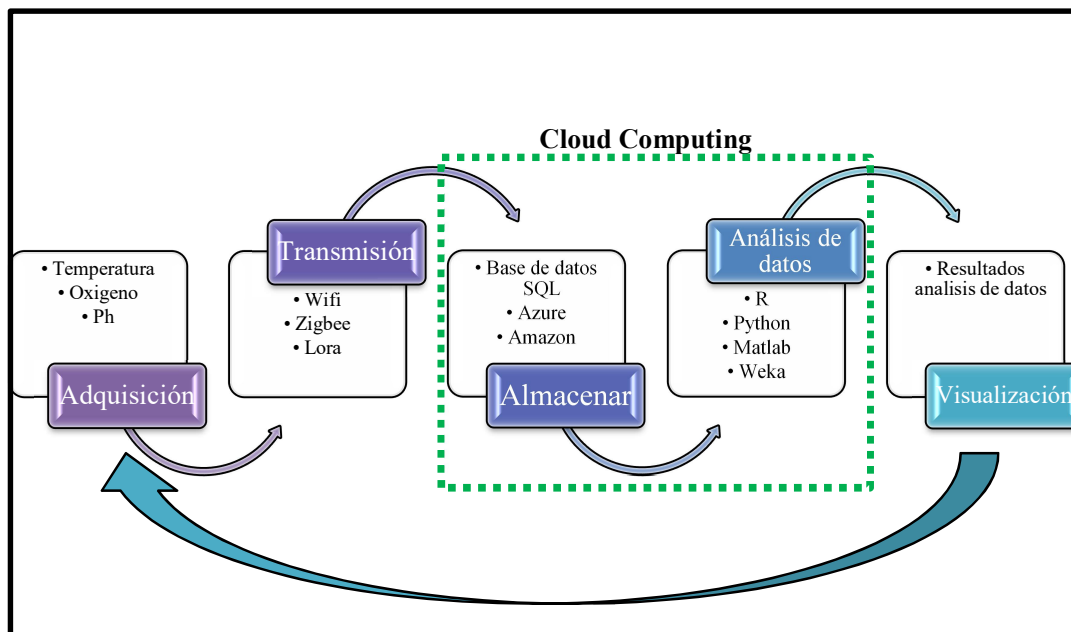 Cloud Computing
• Temperatura
• Oxigeno
• Ph
Adquisición
Transmisión
• Wifi
• Zigbee
• Lora
• Base de datos
SQL
• Azure
• Amazon
Almacenar
Análisis de
datos
• R
• Python
• Matlab
• Weka
• Resultados
analisis de datos
Visualización